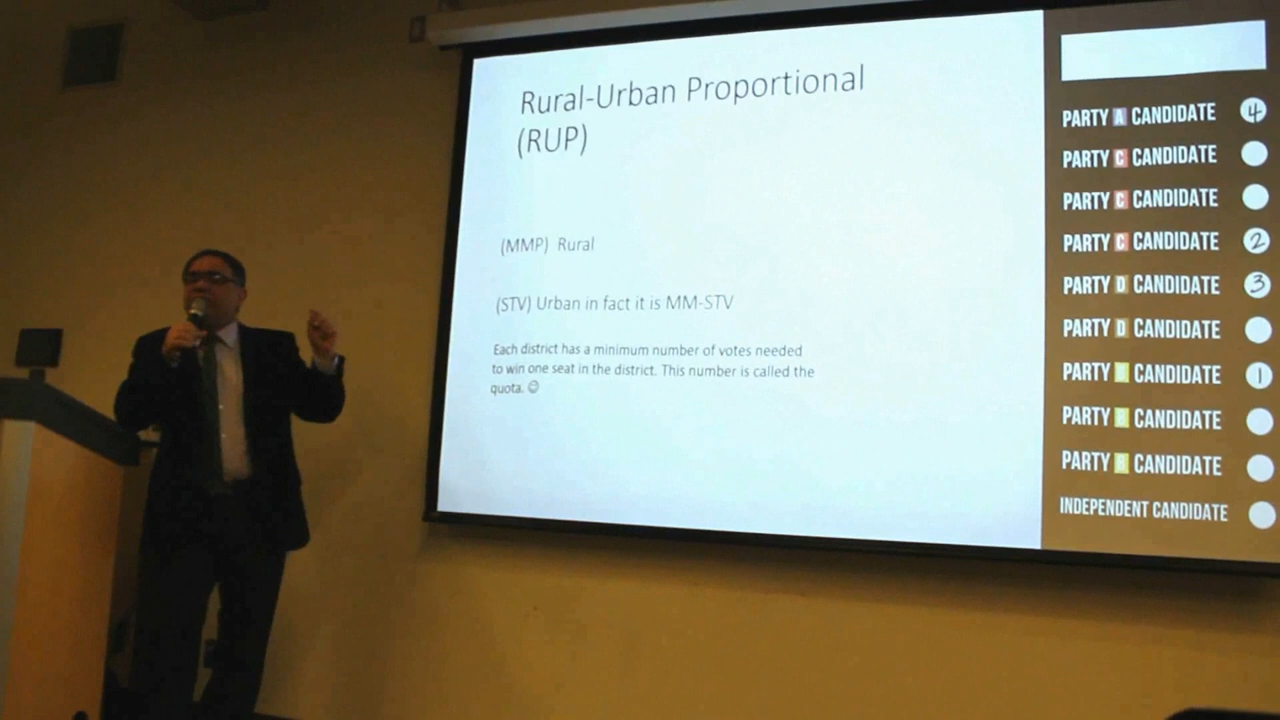 Rural-Urban Proportional
(RUP)
(MMP) Rural
(STV) Urban in fact it is MM-STV
Each district has a minimum number of votes needed
to win one seat in the district. This number is called the
quota. ☺
PARTY A CANDIDATE 4
PARTY C CANDIDATE
PARTY C CANDIDATE
PARTY C CANDIDATE 2
PARTY D CANDIDATE 3
PARTY D CANDIDATE
PARTY B CANDIDATE 1
PARTY B CANDIDATE
PARTY B CANDIDATE
INDEPENDENT CANDIDATE